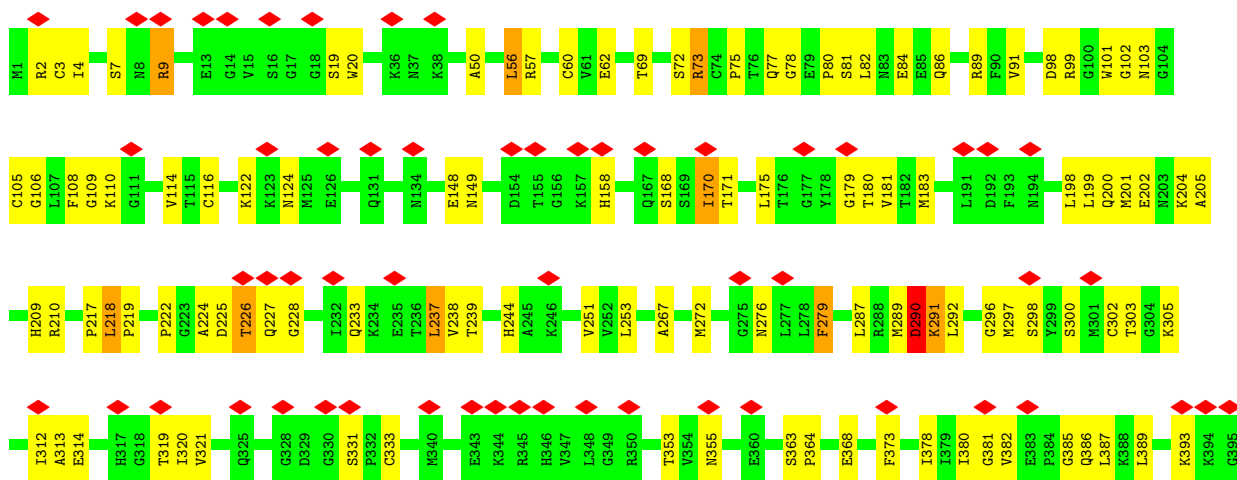 M1 R2 C3 I4 S7 N8 R9 E13 G14 V15 S16 G17 G18 S19 W20 K36 N37 K38 A50 L56 R57 C60 V61 E62 T69 S72 R73 C74 P75 T76 Q77 G78 E79 P80 S81 L82 N83 E84 E85 Q86 R89 F90 V91 D98 R99 G100 W101 G102 N103 G104
C105 G106 L107 F108 G109 K110 G111 V114 T115 C116 K122 K123 N124 M125 E126 Q131 N134 E148 N149 D154 T155 G156 K157 H158 Q167 S168 S169 I170 T171 L175 T176 G177 Y178 G179 T180 V181 T182 M183 L191 D192 F193 N194 L198 L199 Q200 M201 E202 N203 K204 A205
H209 R210 P217 L218 P219 P222 G223 A224 D225 T226 Q227 G228 I232 Q233 K234 E235 T236 L237 V238 T239 H244 A245 K246 V251 V252 L253 A267 M272 G275 N276 L277 L278 F279 L287 R288 M289 D290 K291 L292 G296 M297 S298 Y299 S300 M301 C302 T303 G304 K305
I312 A313 E314 H317 G318 T319 I320 V321 Q325 G328 D329 G330 S331 P332 C333 M340 E343 K344 R345 H346 V347 L348 G349 R350 T353 V354 N355 E360 S363 P364 E368 F373 I378 I379 I380 G381 V382 E383 P384 G385 Q386 L387 K388 L389 K393 K394 G395